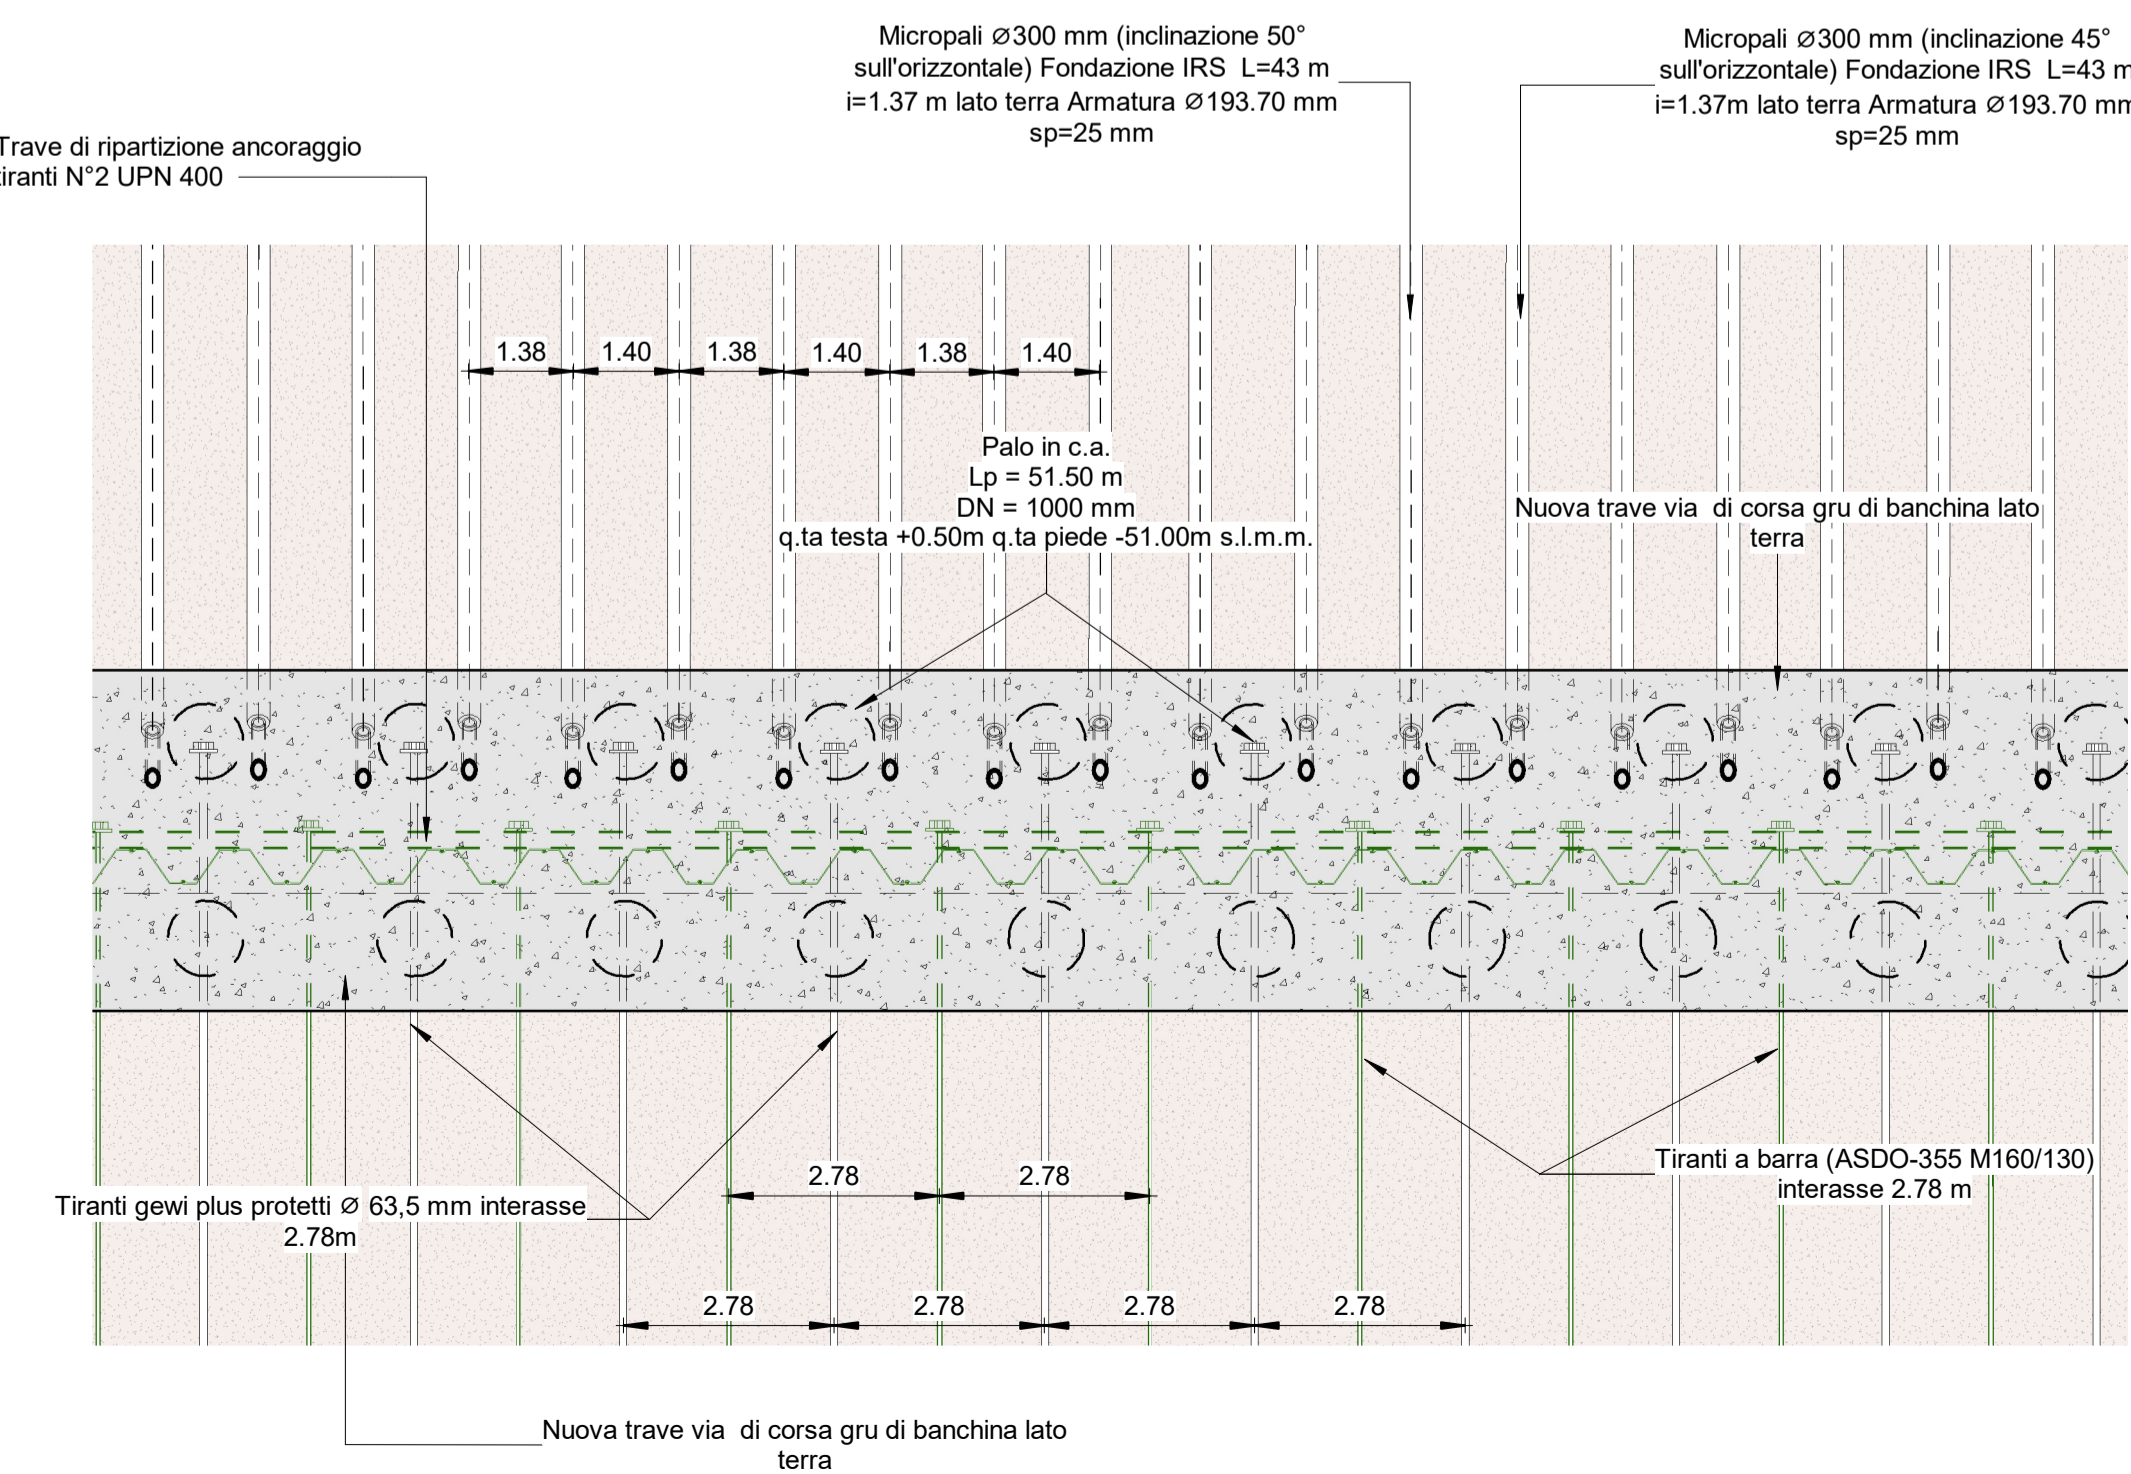 Micropali ∅300 mm (inclinazione 50°
sull'orizzontale) Fondazione IRS L=43 m
i=1.37 m lato terra Armatura ∅193.70 mm
sp=25 mm
Micropali ∅300 mm (inclinazione 45°
sull'orizzontale) Fondazione IRS L=43 m
i=1.37m lato terra Armatura ∅193.70 mm
sp=25 mm
Trave di ripartizione ancoraggio
tiranti N°2 UPN 400
1.38
1.40
1.38
1.40
1.38
1.40
Palo in c.a.
Lp = 51.50 m
DN = 1000 mm
q.ta testa +0.50m q.ta piede -51.00m s.l.m.m.
Nuova trave via di corsa gru di banchina lato
terra
2.78
2.78
Tiranti a barra (ASDO-355 M160/130)
interasse 2.78 m
Tiranti gewi plus protetti ∅ 63,5 mm interasse
2.78m
2.78
2.78
2.78
2.78
Nuova trave via di corsa gru di banchina lato
terra